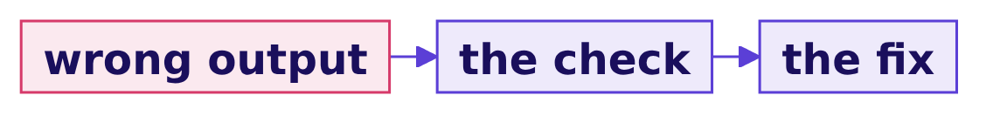 wrong output
the check
the fix